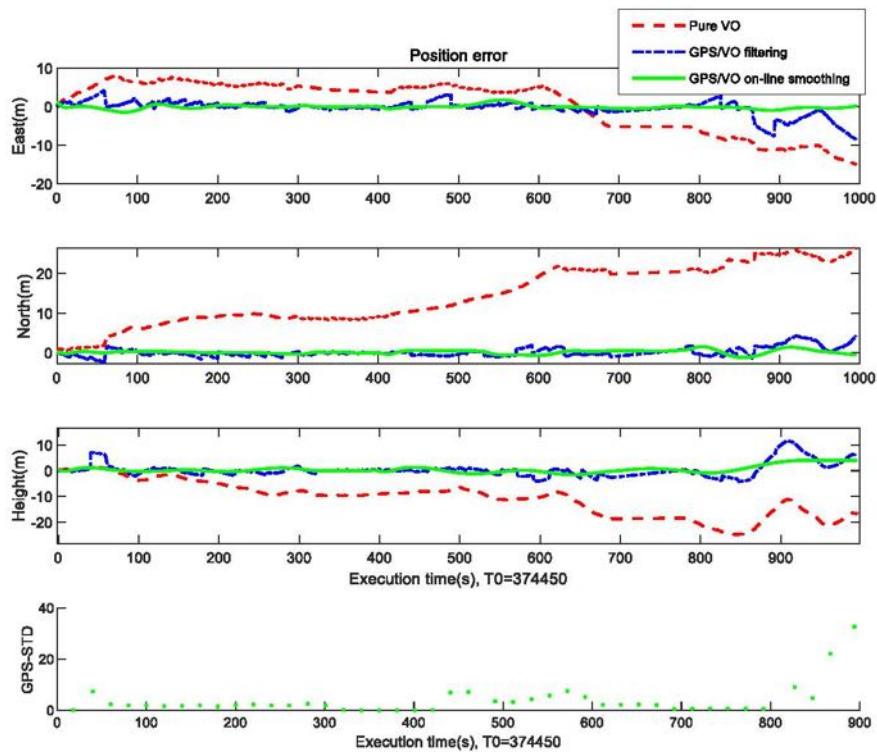 Pure VO
GPS/VO filtering
GPS/VO on-line smoothing
Position error
10
0
-10
-20
East(m)
0 100 200 300 400 500 600 700 800 900 1000
20
10
0
North(m)
0 100 200 300 400 500 600 700 800 900 1000
10
0
-10
-20
Height(m)
0 100 200 300 400 500 600 700 800 900
Execution time(s), T0=374450
40
20
0
GPS-STD
0 100 200 300 400 500 600 700 800 900
Execution time(s), T0=374450